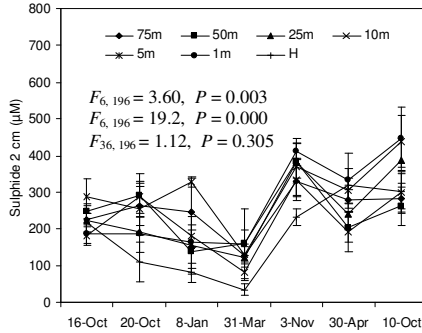 800
700
600
500
400
300
200
100
0
Sulphide 2 cm (µM)
75m 50m 25m 10m
5m 1m H
F6, 196 = 3.60, P = 0.003
F6, 196 = 19.2, P = 0.000
F36, 196 = 1.12, P = 0.305
16-Oct 20-Oct 8-Jan 31-Mar 3-Nov 30-Apr 10-Oct